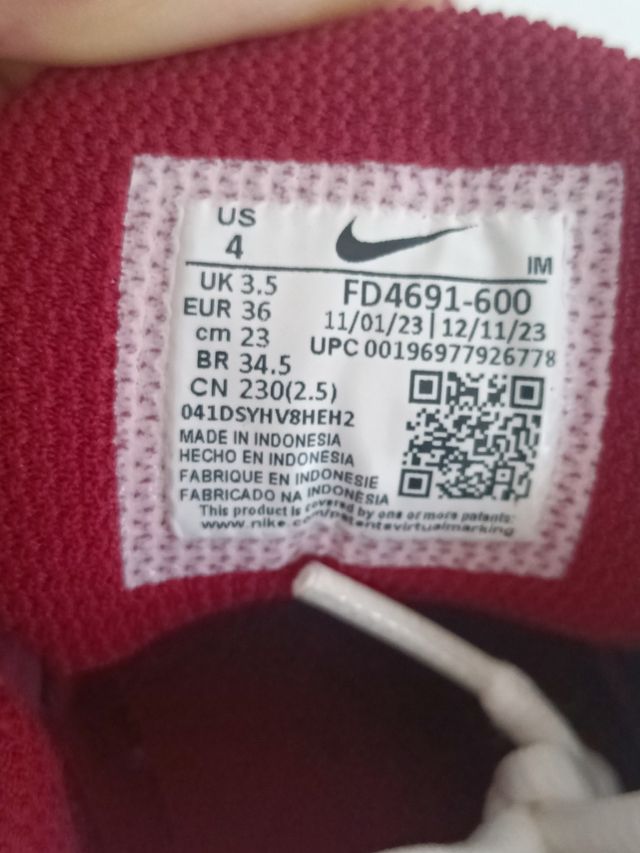 US
4
IM
UK 3.5
EUR 36
cm 23
BR 34.5
CN 230(2.5)
FD4691-600
11/01/23 | 12/11/23
UPC 00196977926778
041DSYHV8HEH2
MADE IN INDONESIA
HECHO EN INDONESIA
FABRIQUE EN INDONESIE
FABRICADO NA INDONESIA
This product is covered by one or more patents:
www.nike.com/patentsvirtualmarking